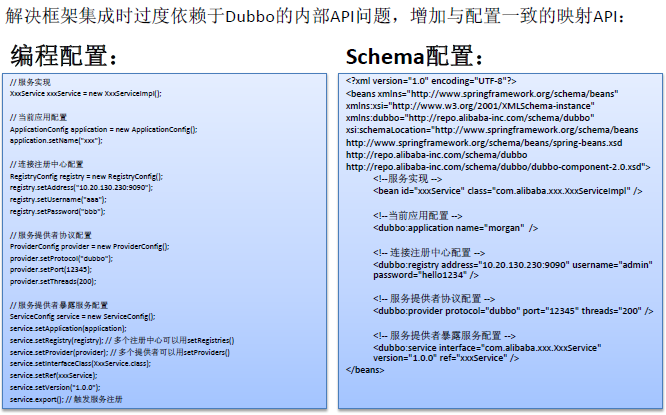 解决框架集成时过度依赖于Dubbo的内部API问题，增加与配置一致的映射API：
编程配置：
// 服务实现
XxxService xxxService = new XxxServiceImpl();
// 当前应用配置
ApplicationConfig application = new ApplicationConfig();
application.setName("xxx");
// 连接注册中心配置
RegistryConfig registry = new RegistryConfig();
registry.setAddress("10.20.130.230:9090");
registry.setUsername("aaa");
registry.setPassword("bbb");
// 服务提供者协议配置
ProviderConfig provider = new ProviderConfig();
provider.setProtocol("dubbo");
provider.setPort(12345);
provider.setThreads(200);
// 服务提供者暴露服务配置
ServiceConfig service = new ServiceConfig();
service.setApplication(application);
service.setRegistry(registry); // 多个注册中心可以用setRegistries()
service.setProvider(provider); // 多个提供者可以用setProviders()
service.setInterfaceClass(XxxService.class);
service.setRef(xxxService);
service.setVersion("1.0.0");
service.export(); // 触发服务注册
Schema配置：
<?xml version="1.0" encoding="UTF-8"?>
<beans xmlns="http://www.springframework.org/schema/beans"
xmlns:xsi="http://www.w3.org/2001/XMLSchema-instance"
xmlns:dubbo="http://repo.alibaba-inc.com/schema/dubbo"
xsi:schemaLocation="http://www.springframework.org/schema/beans
http://www.springframework.org/schema/beans/spring-beans.xsd
http://repo.alibaba-inc.com/schema/dubbo
http://repo.alibaba-inc.com/schema/dubbo/dubbo-component-2.0.xsd">
<!--服务实现 -->
<bean id="xxxService" class="com.alibaba.xxx.XxxServiceImpl" />
<!--当前应用配置 -->
<dubbo:application name="morgan" />
<!-- 连接注册中心配置 -->
<dubbo:registry address="10.20.130.230:9090" username="admin"
password="hello1234" />
<!-- 服务提供者协议配置 -->
<dubbo:provider protocol="dubbo" port="12345" threads="200" />
<!-- 服务提供者暴露服务配置 -->
<dubbo:service interface="com.alibaba.xxx.XxxService"
version="1.0.0" ref="xxxService" />
</beans>